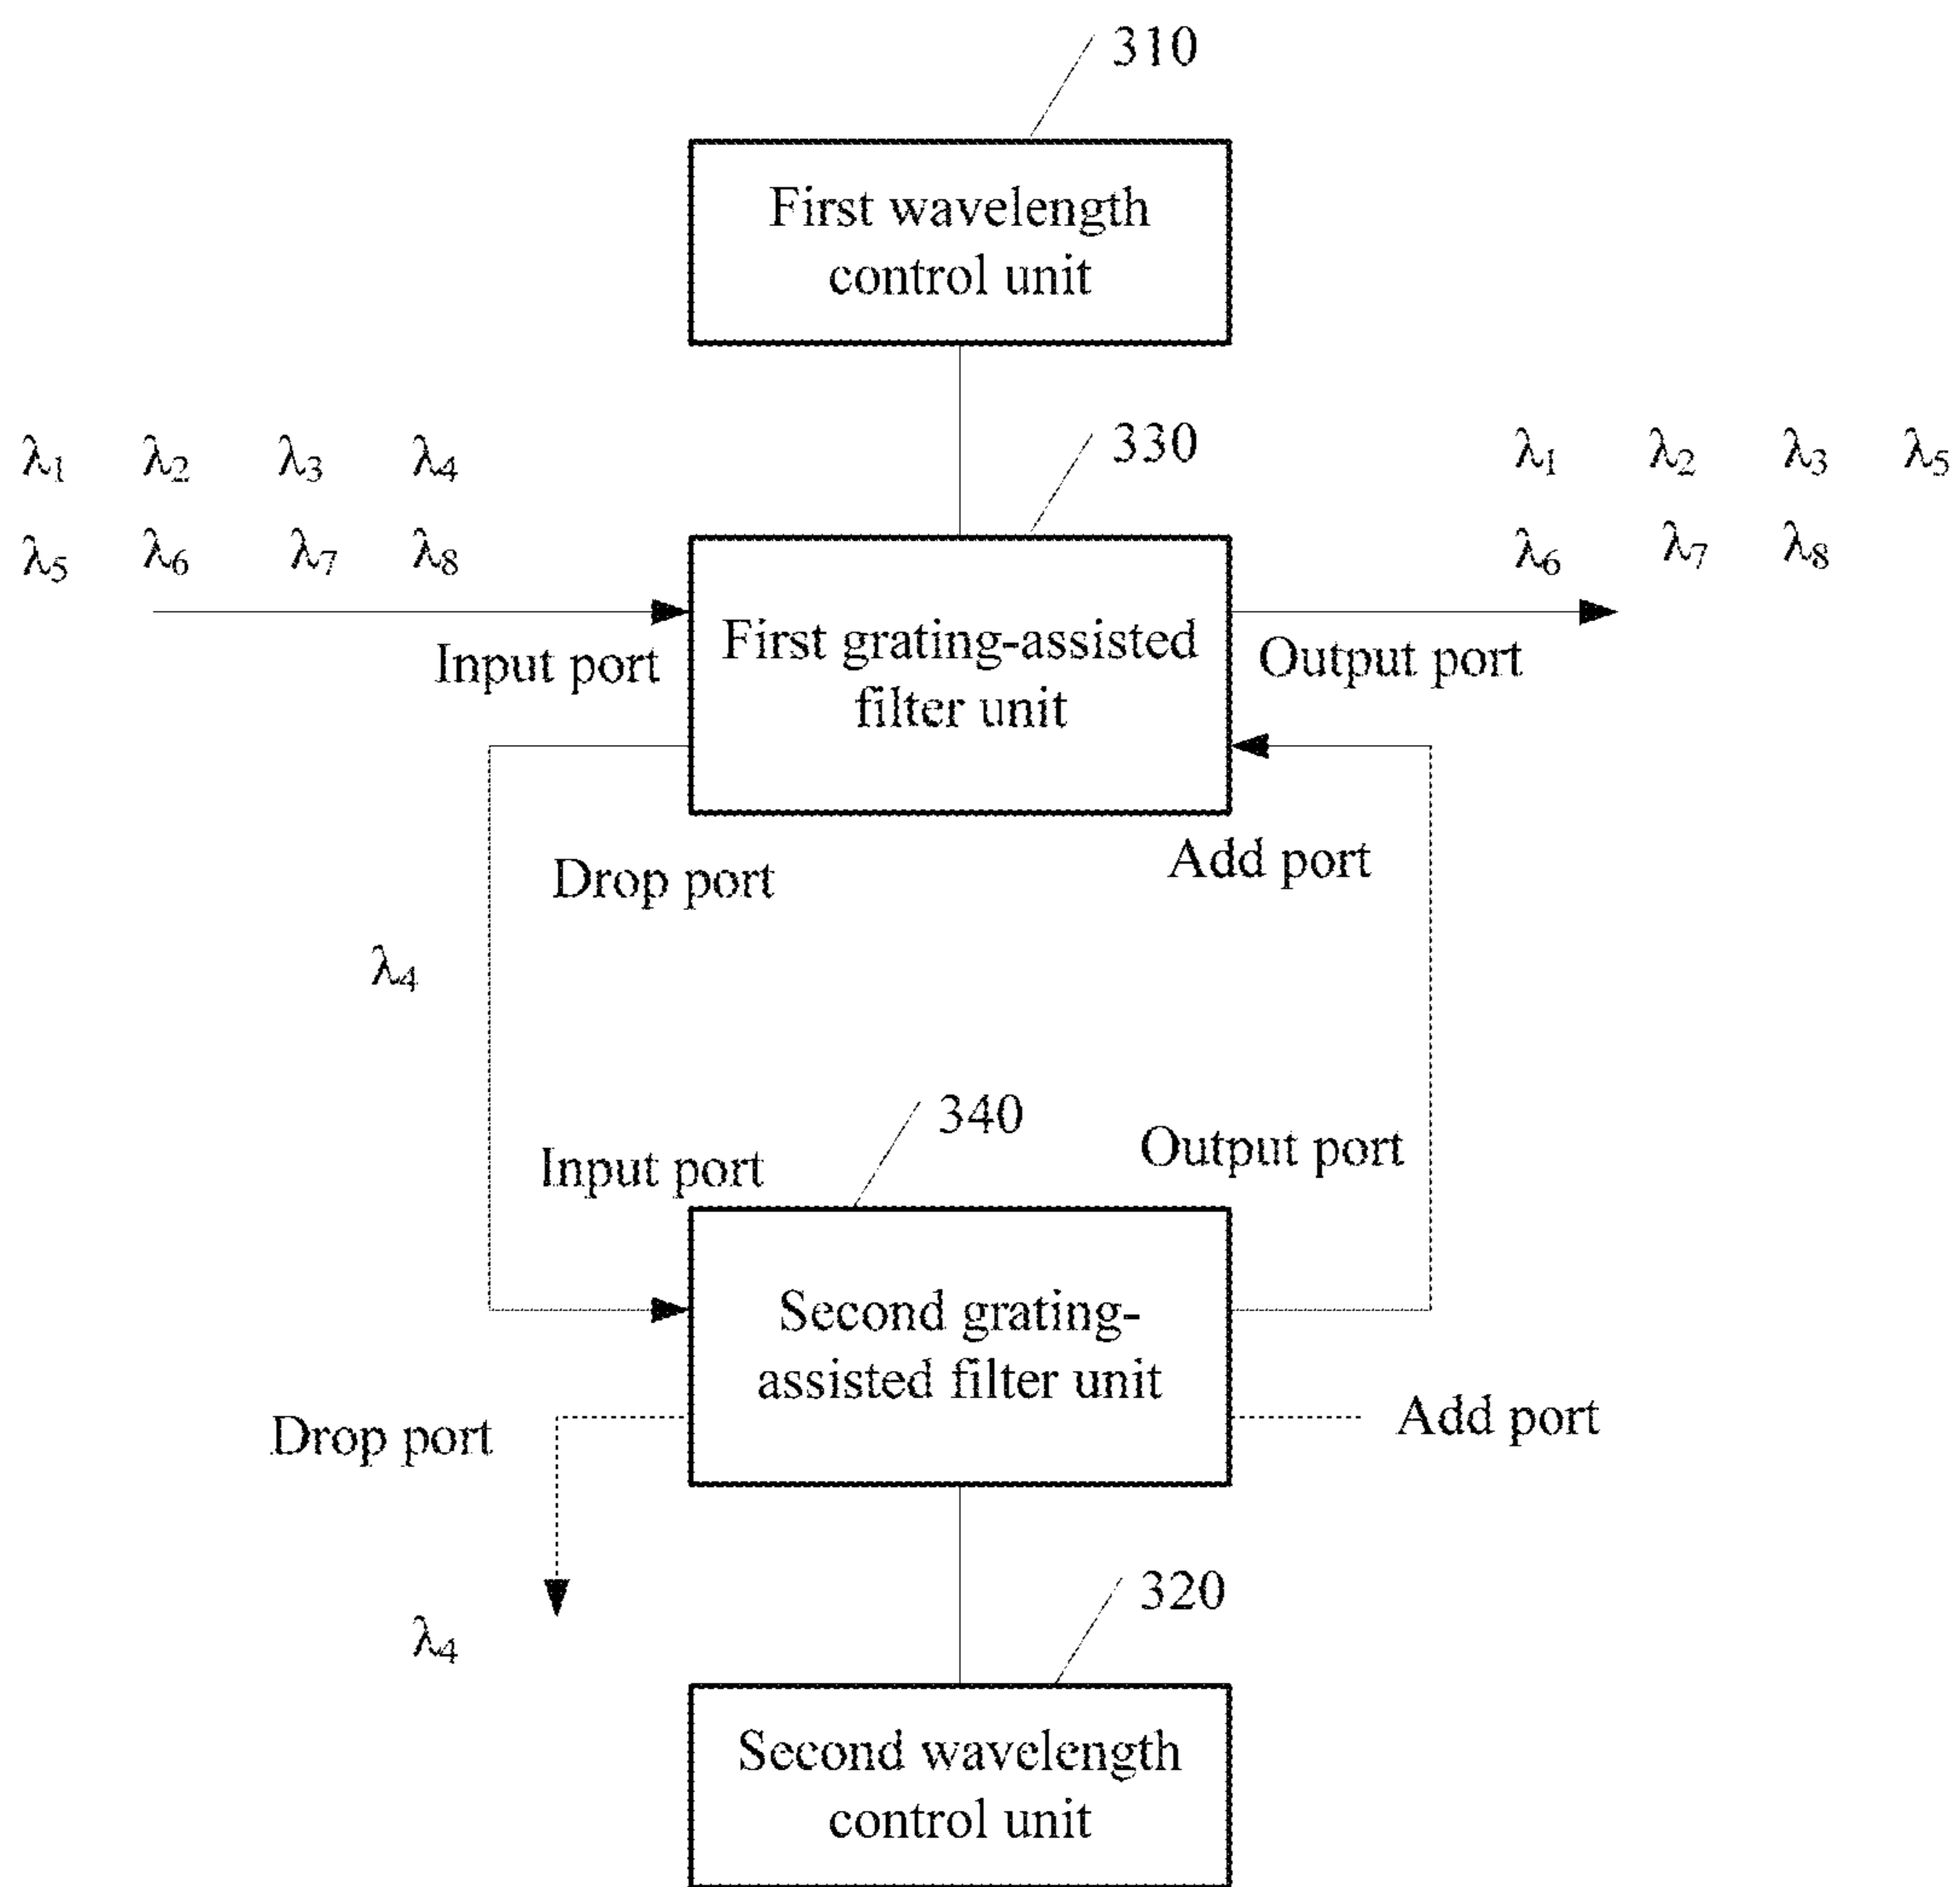 310
First wavelength
control unit
330
λ1 λ2 λ3 λ4
λ1 λ2 λ3 λ5
λ5 λ6 λ7 λ8
λ6 λ7 λ8
Input port
First grating-assisted
filter unit
Output port
Drop port
Add port
λ4
340
Input port
Output port
Second grating-
assisted filter unit
Drop port
Add port
λ4
320
Second wavelength
control unit